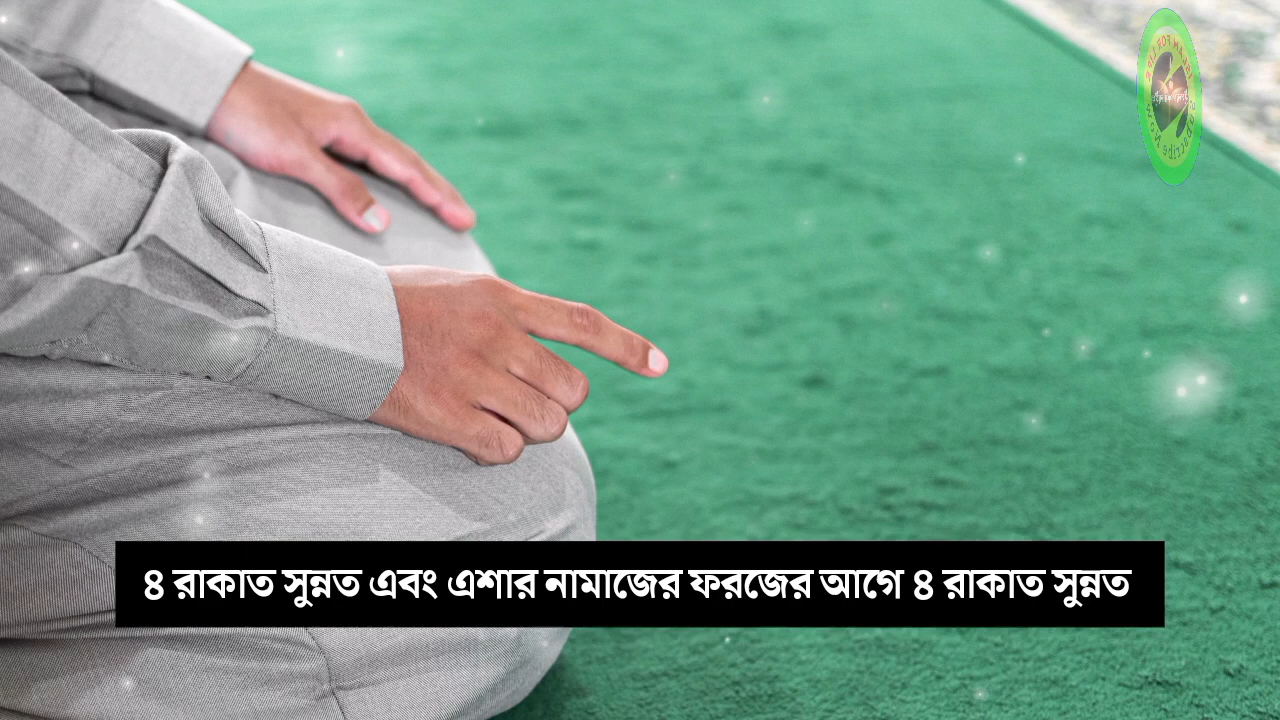 ৪ রাকাত সুন্নত এবং এশার নামাজের ফরজের আগে ৪ রাকাত সুন্নত